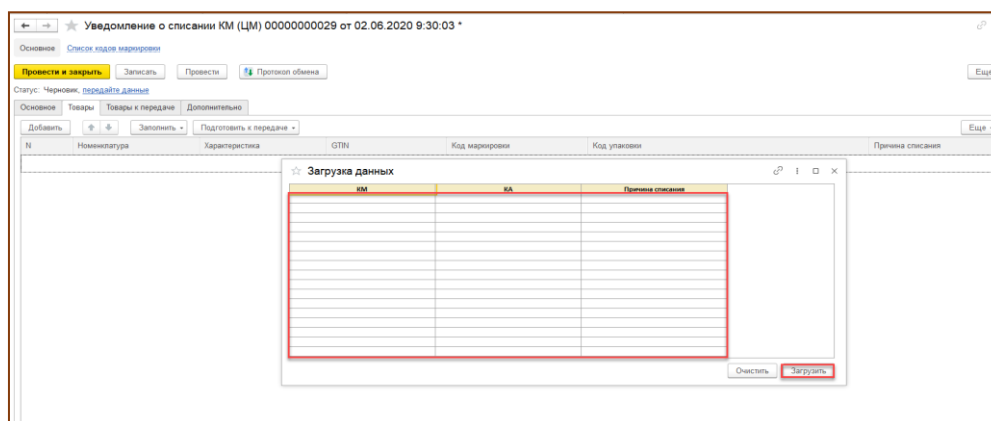 Уведомление о списании КМ (ЦМ) 00000000029 от 02.06.2020 9:30:03 *
Основное Список кодов маркировки
Провести и закрыть Записать Провести Протокол обмена Еще
Статус: Черновик, передайте данные
Основное Товары Товары к передаче Дополнительно
Добавить Заполнить Подготовить к передаче Еще
N Номенклатура Характеристика GTIN Код маркировки Код упаковки Причина списания
Загрузка данных
КМ КА Причина списания
Очистить Загрузить